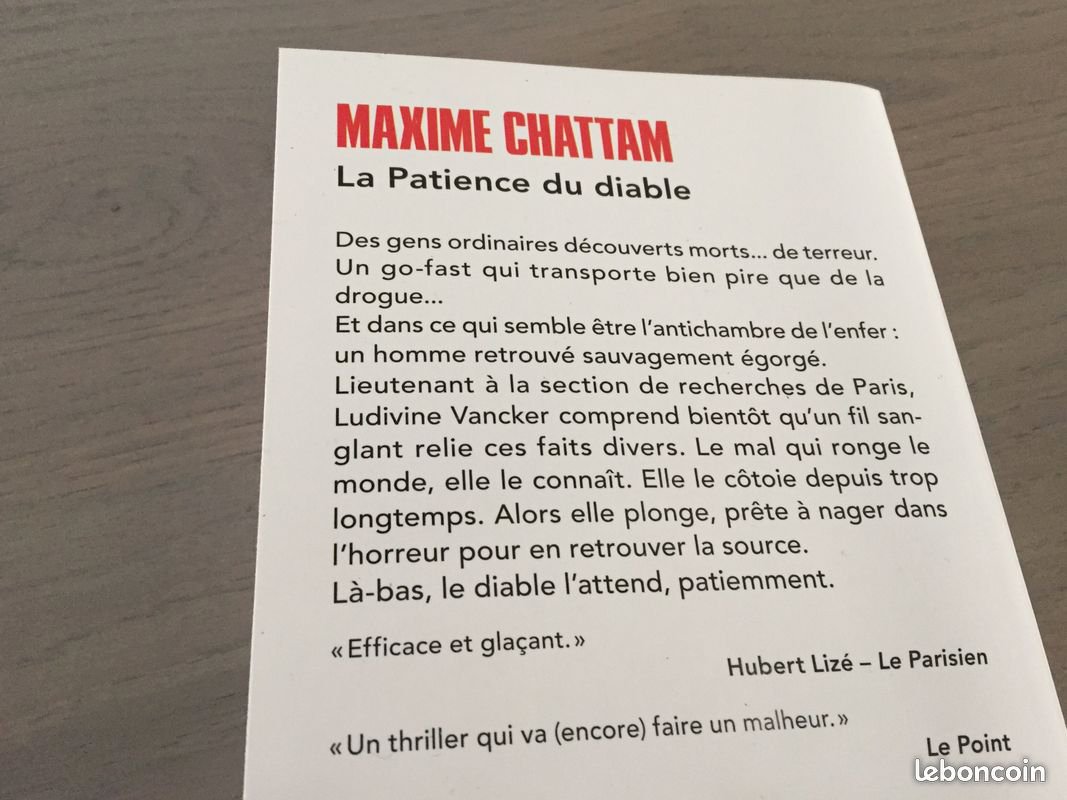 MAXIME CHATTAM
La Patience du diable
Des gens ordinaires découverts morts... de terreur.
Un go-fast qui transporte bien pire que de la
drogue...
Et dans ce qui semble être l'antichambre de l'enfer :
un homme retrouvé sauvagement égorgé.
Lieutenant à la section de recherches de Paris,
Ludivine Vancker comprend bientôt qu'un fil san-
glant relie ces faits divers. Le mal qui ronge le
monde, elle le connaît. Elle le côtoie depuis trop
longtemps. Alors elle plonge, prête à nager dans
l'horreur pour en retrouver la source.
Là-bas, le diable l'attend, patiemment.
« Efficace et glaçant. »
Hubert Lizé – Le Parisien
« Un thriller qui va (encore) faire un malheur. »
Le Point
leboncoin